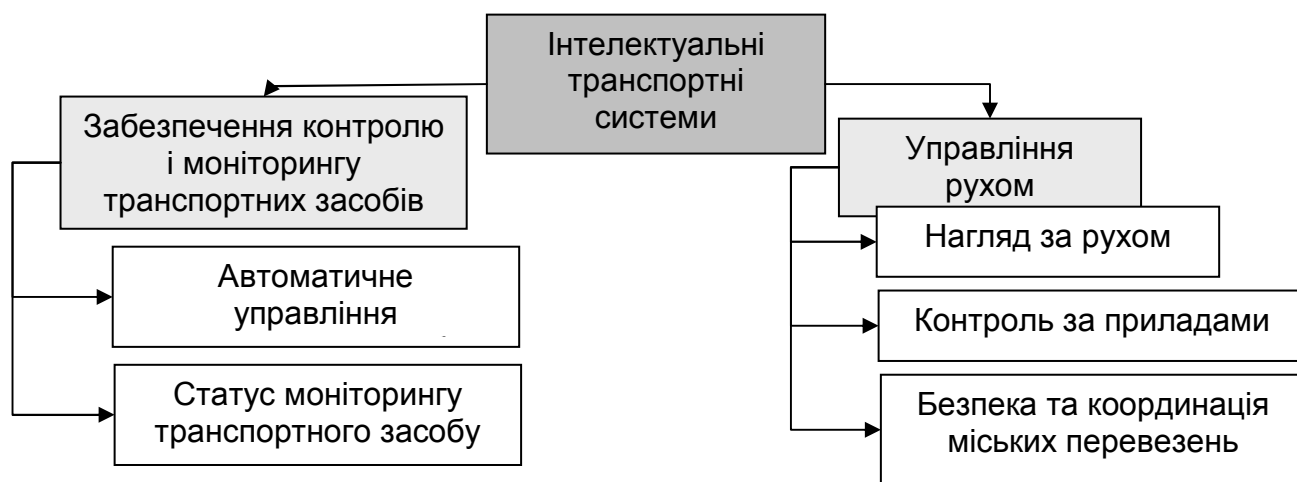 Інтелектуальні
транспортні
системи
Забезпечення контролю
і моніторингу
транспортних засобів
Автоматичне
управління
Статус моніторингу
транспортного засобу
Управління
рухом
Нагляд за рухом
Контроль за приладами
Безпека та координація
міських перевезень